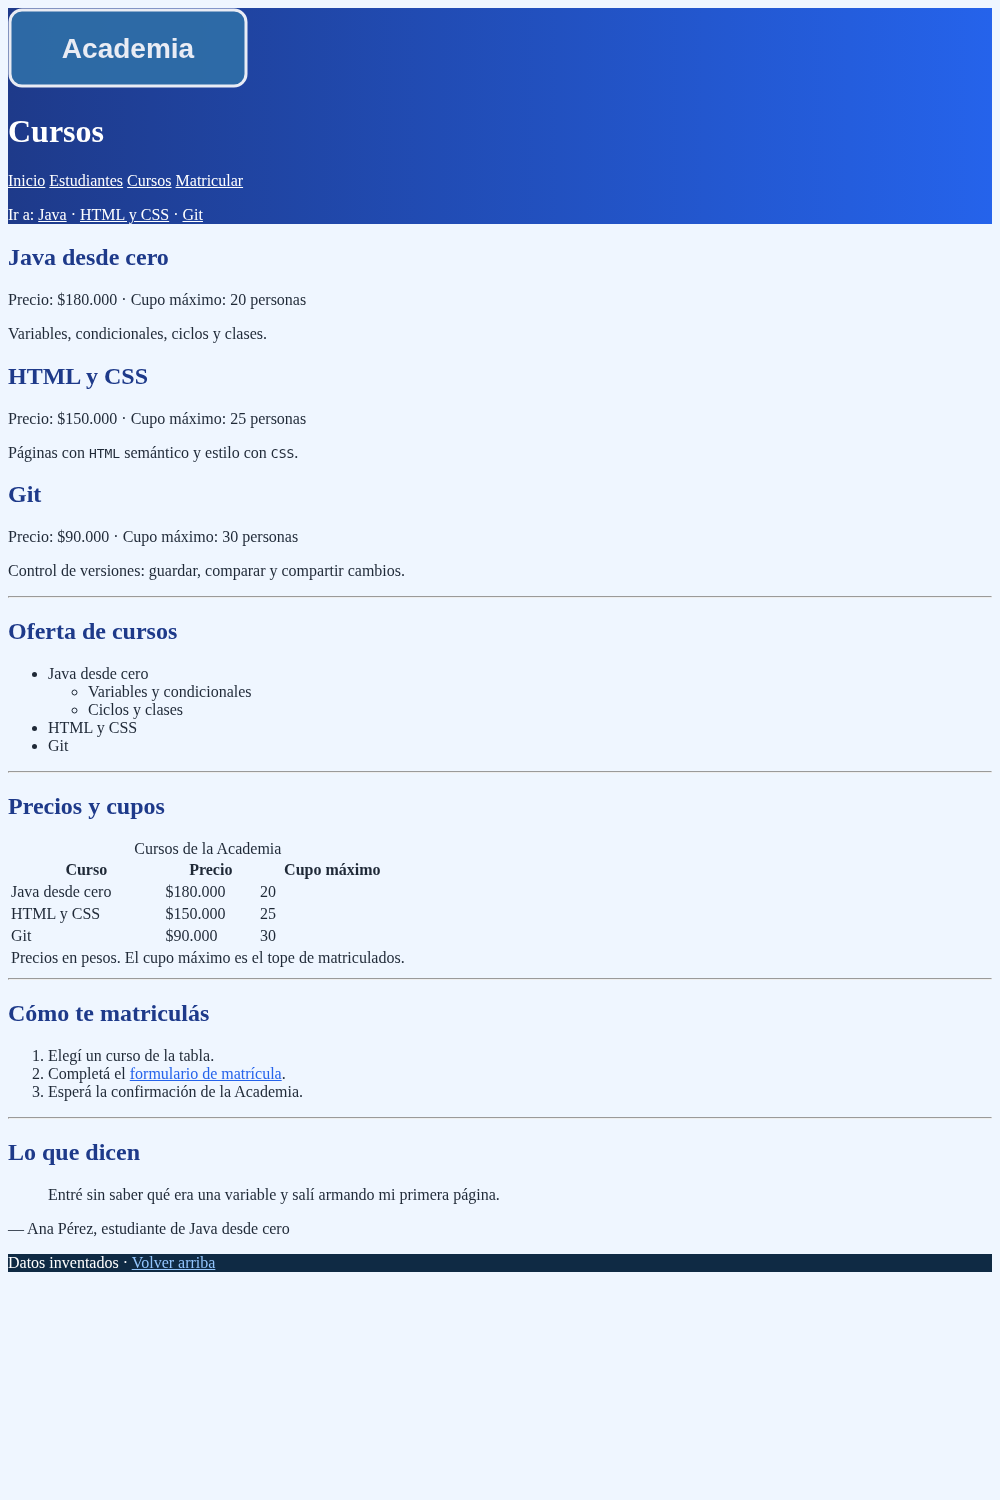 Academia
Cursos
Inicio Estudiantes Cursos Matricular
Ir a: Java · HTML y CSS · Git
Java desde cero
Precio: $180.000 · Cupo máximo: 20 personas
Variables, condicionales, ciclos y clases.
HTML y CSS
Precio: $150.000 · Cupo máximo: 25 personas
Páginas con HTML semántico y estilo con CSS.
Git
Precio: $90.000 · Cupo máximo: 30 personas
Control de versiones: guardar, comparar y compartir cambios.
Oferta de cursos
Java desde cero
Variables y condicionales
Ciclos y clases
HTML y CSS
Git
Precios y cupos
Cursos de la Academia
Curso Precio Cupo máximo
Java desde cero $180.000 20
HTML y CSS $150.000 25
Git $90.000 30
Precios en pesos. El cupo máximo es el tope de matriculados.
Cómo te matriculás
1. Elegí un curso de la tabla.
2. Completá el formulario de matrícula.
3. Esperá la confirmación de la Academia.
Lo que dicen
Entré sin saber qué era una variable y salí armando mi primera página.
— Ana Pérez, estudiante de Java desde cero
Datos inventados · Volver arriba